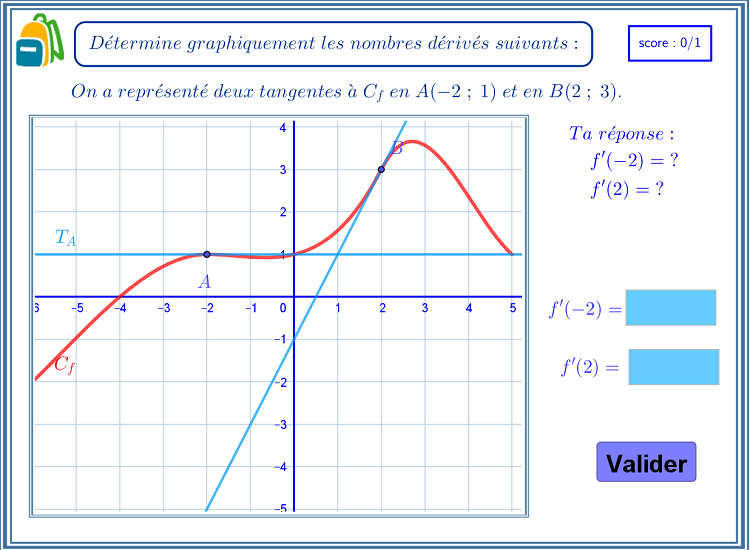 Détermine graphiquement les nombres dérivés suivants :
score : 0/1
On a représenté deux tangentes à C_f en A(−2 ; 1) et en B(2 ; 3).
Ta réponse :
f′(−2) = ?
f′(2) = ?
4
B
3
2
T_A
1
A
6 −5 −4 −3 −2 −1 0 1 2 3 4 5
f′(−2) =
−1
C_f
f′(2) =
−2
−3
−4
Valider
−5